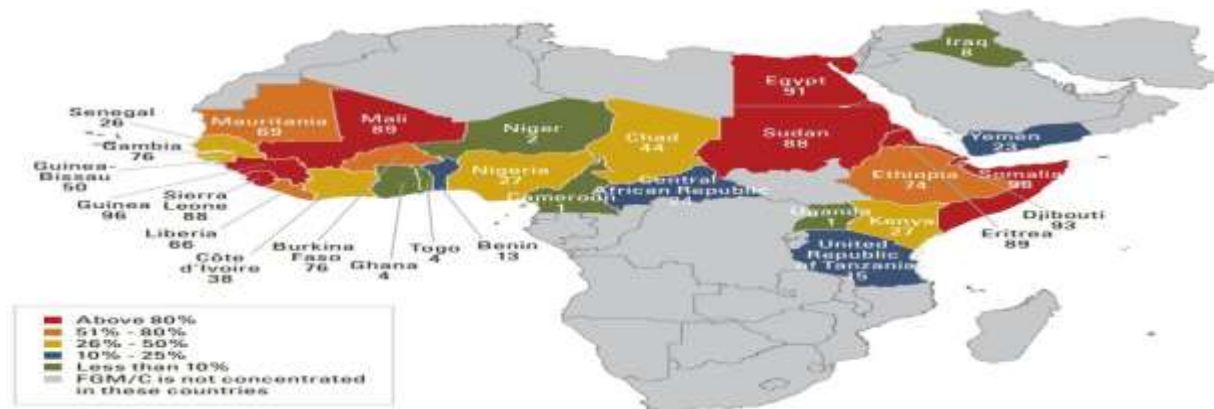 Iraq
8
Egypt
91
Senegal
26
Mauritania
69
Mali
89
Niger
2
Chad
44
Sudan
88
Yemen
23
Gambia
76
Guinea-
Bissau
50
Guinea
96
Sierra
Leone
88
Liberia
66
Côte
d'Ivoire
38
Burkina
Faso
76
Ghana
4
Togo
4
Benin
13
Nigeria
27
Cameroon
1
Central
African Republic
Ethiopia
74
Somalia
Djibouti
93
Eritrea
89
Uganda
1
Kenya
27
United
Republic
of Tanzania
15
Above 80%
51% - 80%
26% - 50%
10% - 25%
Less than 10%
FGM/C is not concentrated
in these countries